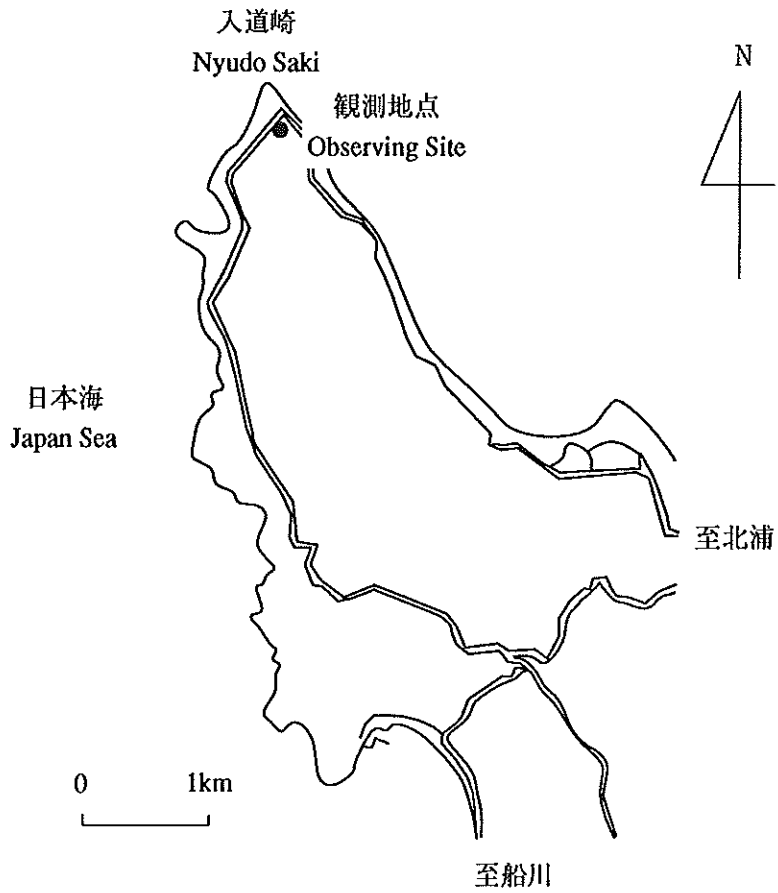 入道崎
Nyudo Saki
観測地点
Observing Site
N
日本海
Japan Sea
至北浦
0 1km
至船川